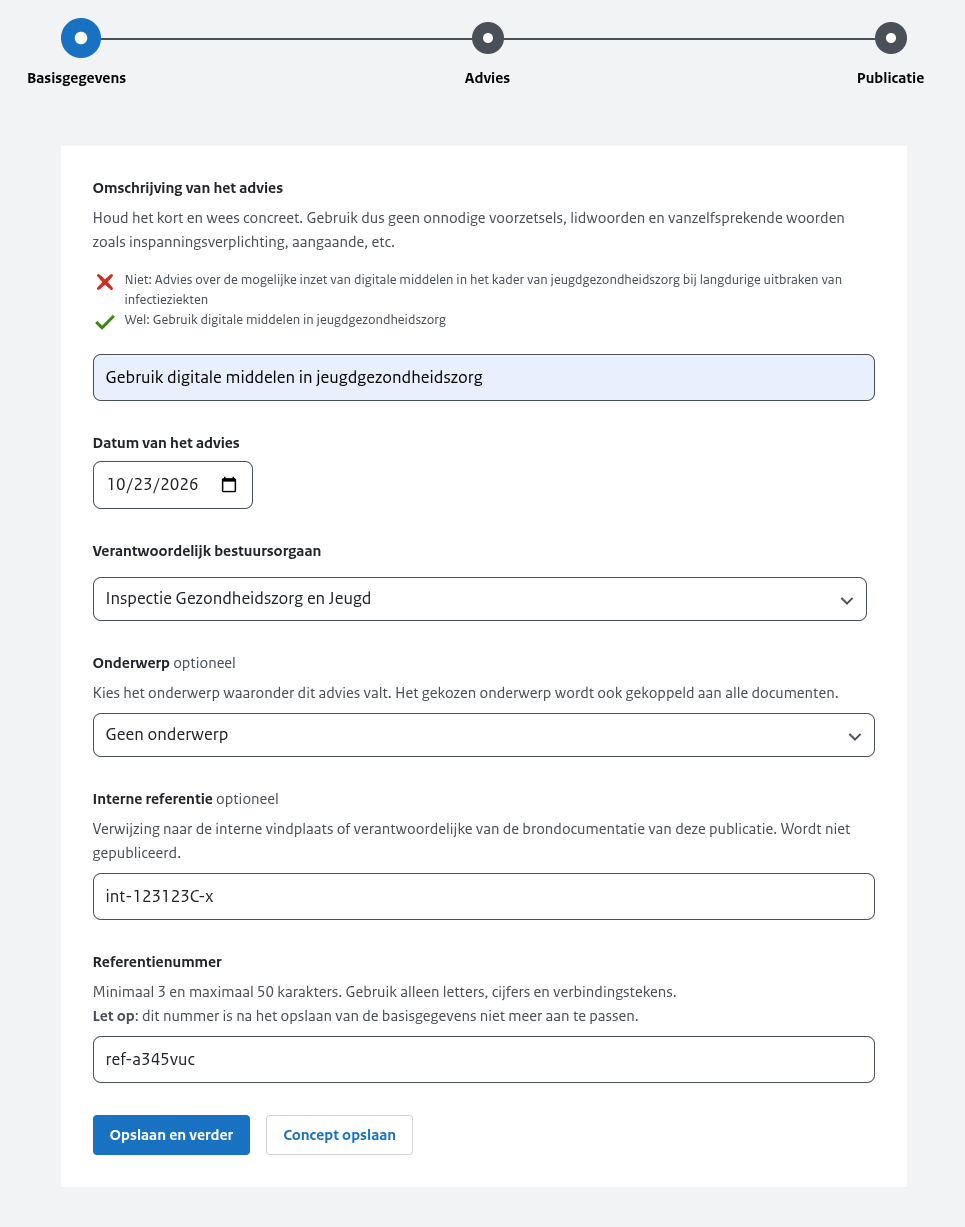 Basisgegevens
Advies
Publicatie
Omschrijving van het advies
Houd het kort en wees concreet. Gebruik dus geen onnodige voorzetsels, lidwoorden en vanzelfsprekende woorden
zoals inspanningsverplichting, aangaande, etc.
Niet: Advies over de mogelijke inzet van digitale middelen in het kader van jeugdgezondheidszorg bij langdurige uitbraken van
infectieziekten
Wel: Gebruik digitale middelen in jeugdgezondheidszorg
Gebruik digitale middelen in jeugdgezondheidszorg
Datum van het advies
10/23/2026
Verantwoordelijk bestuursorgaan
Inspectie Gezondheidszorg en Jeugd
Onderwerp optioneel
Kies het onderwerp waaronder dit advies valt. Het gekozen onderwerp wordt ook gekoppeld aan alle documenten.
Geen onderwerp
Interne referentie optioneel
Verwijzing naar de interne vindplaats of verantwoordelijke van de brondocumentatie van deze publicatie. Wordt niet
gepubliceerd.
int-123123C-x
Referentienummer
Minimaal 3 en maximaal 50 karakters. Gebruik alleen letters, cijfers en verbindingstekens.
Let op: dit nummer is na het opslaan van de basisgegevens niet meer aan te passen.
ref-a345vuc
Opslaan en verder
Concept opslaan